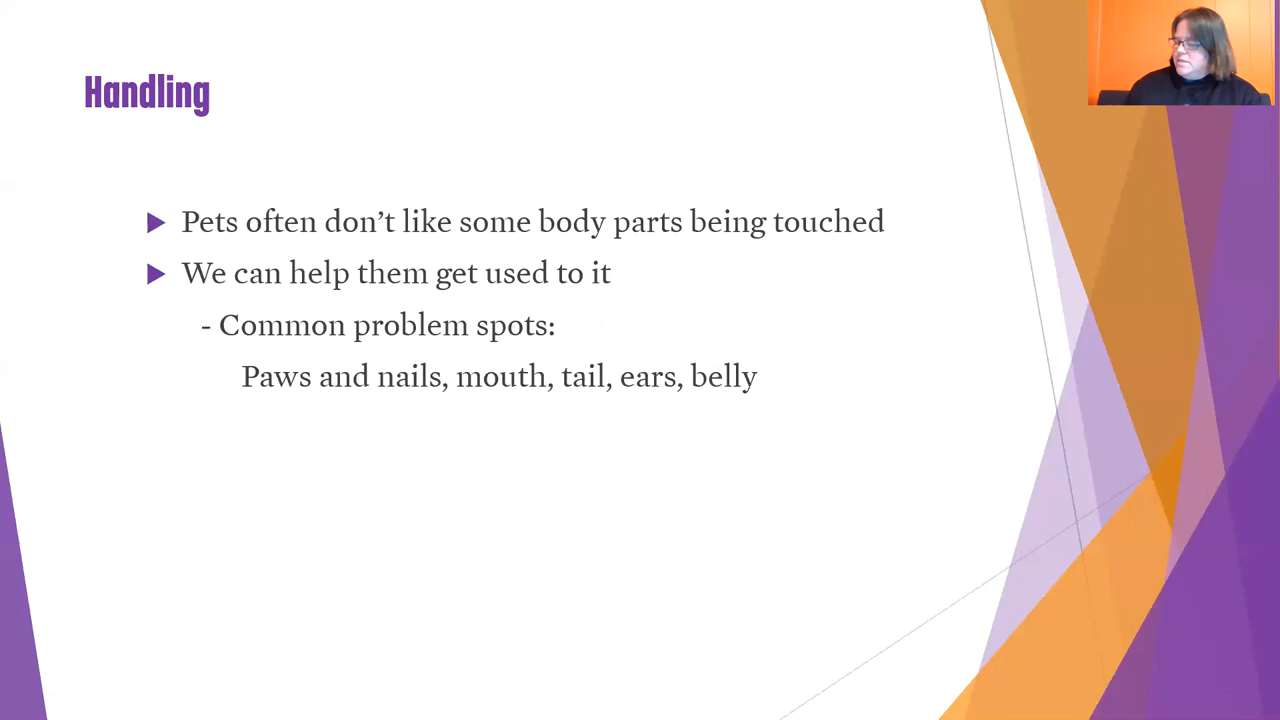 Handling
Pets often don’t like some body parts being touched
We can help them get used to it
- Common problem spots:
Paws and nails, mouth, tail, ears, belly